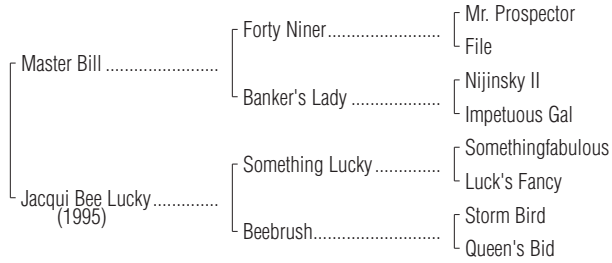 Mr. Prospector
Forty Niner....................
File
Master Bill ....................
Nijinsky II
Banker's Lady ................
Impetuous Gal
Somethingfabulous
Something Lucky.............
Luck's Fancy
Jacqui Bee Lucky.............
(1995)
Storm Bird
Beebrush.......................
Queen's Bid